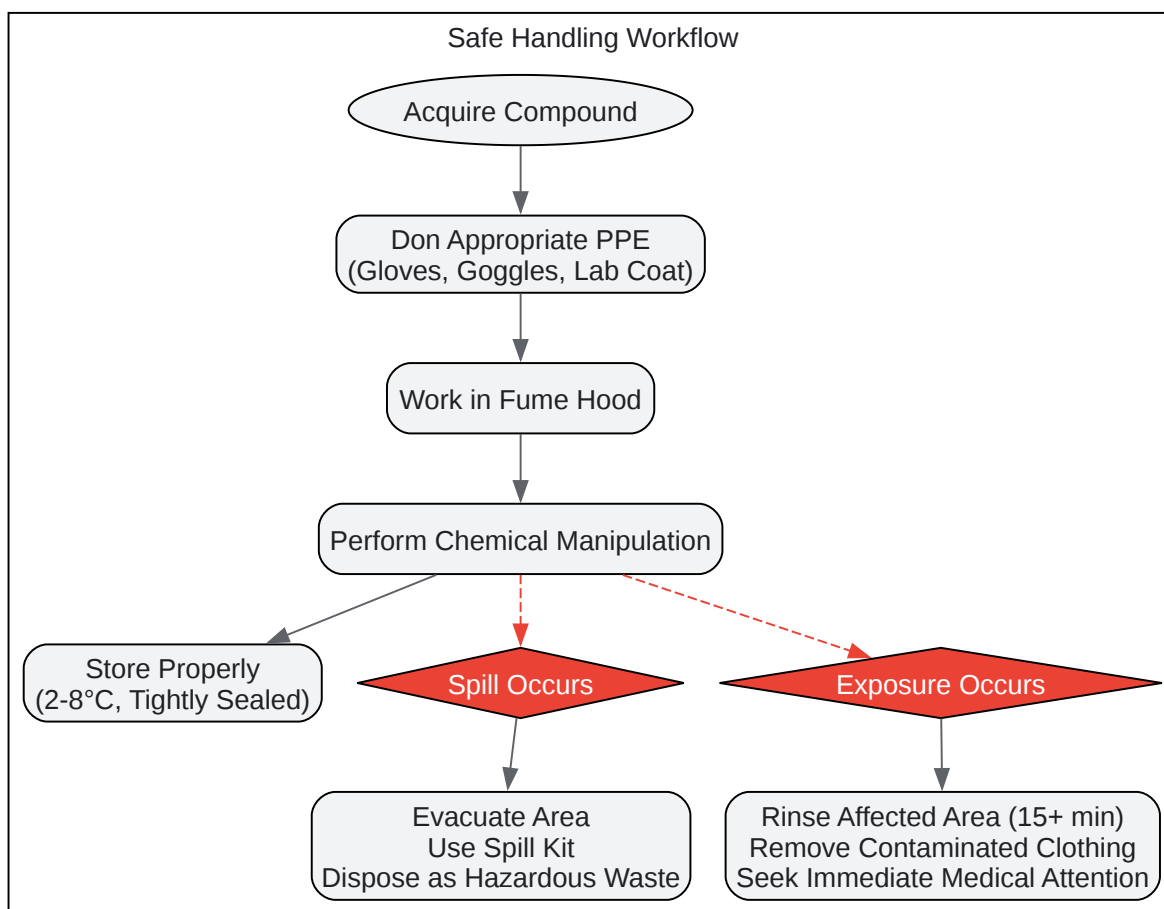 Safe Handling Workflow
Acquire Compound
Don Appropriate PPE
(Gloves, Goggles, Lab Coat)
Work in Fume Hood
Perform Chemical Manipulation
Store Properly
(2-8°C, Tightly Sealed)
Spill Occurs
Exposure Occurs
Evacuate Area
Use Spill Kit
Dispose as Hazardous Waste
Rinse Affected Area (15+ min)
Remove Contaminated Clothing
Seek Immediate Medical Attention